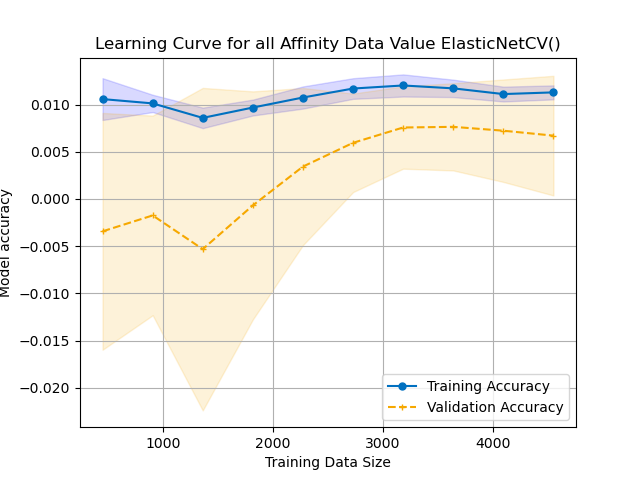 Learning Curve for all Affinity Data Value ElasticNetCV()
Model accuracy
0.010
0.005
0.000
−0.005
−0.010
−0.015
−0.020
1000 2000 3000 4000
Training Data Size
Training Accuracy
Validation Accuracy